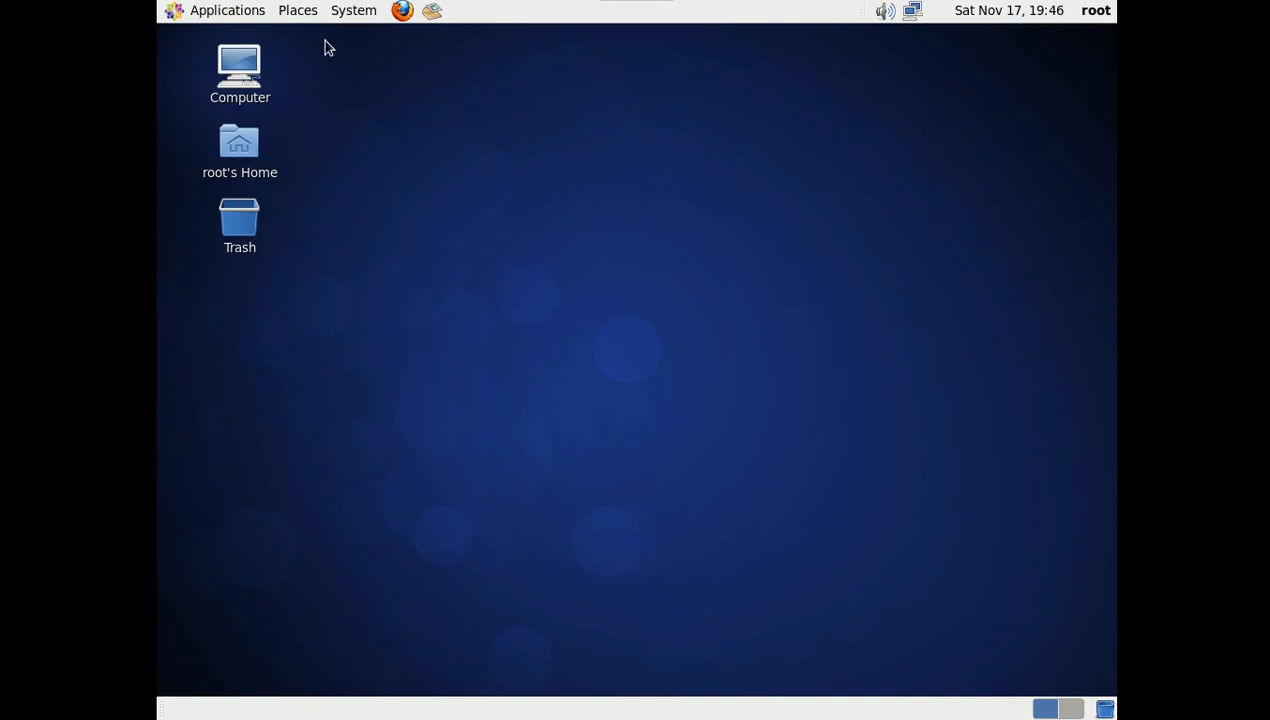 Applications Places System Sat Nov 17, 19:46 root
Computer
root's Home
Trash